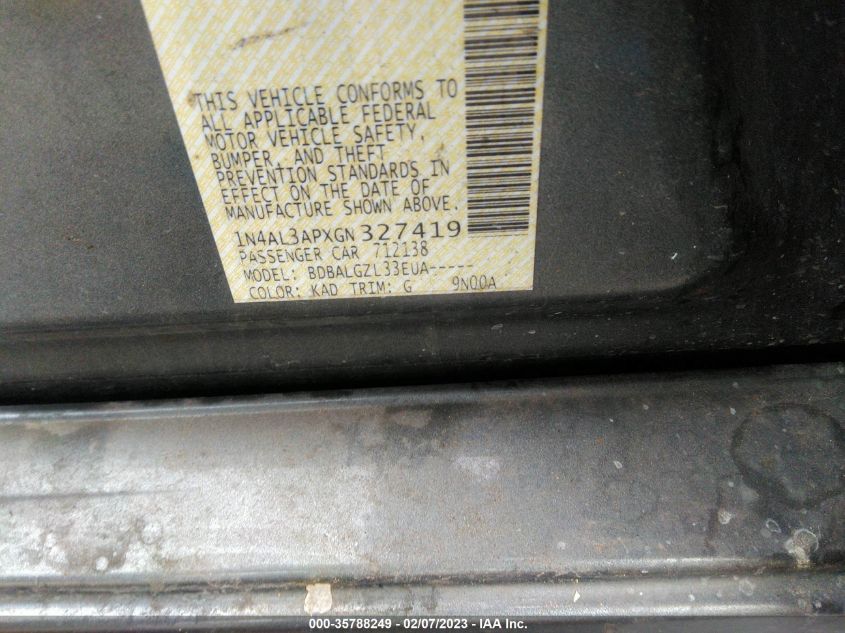 THIS VEHICLE CONFORMS TO
ALL APPLICABLE FEDERAL
MOTOR VEHICLE SAFETY,
BUMPER, AND THEFT
PREVENTION STANDARDS IN
EFFECT ON THE DATE OF
MANUFACTURE SHOWN ABOVE.
1N4AL3APXGN 327419
PASSENGER CAR 712138
MODEL: BDBALGZL33EUA-----
COLOR: KAD TRIM: G 9N00A
000-35788249 - 02/07/2023 - © IAA Inc.